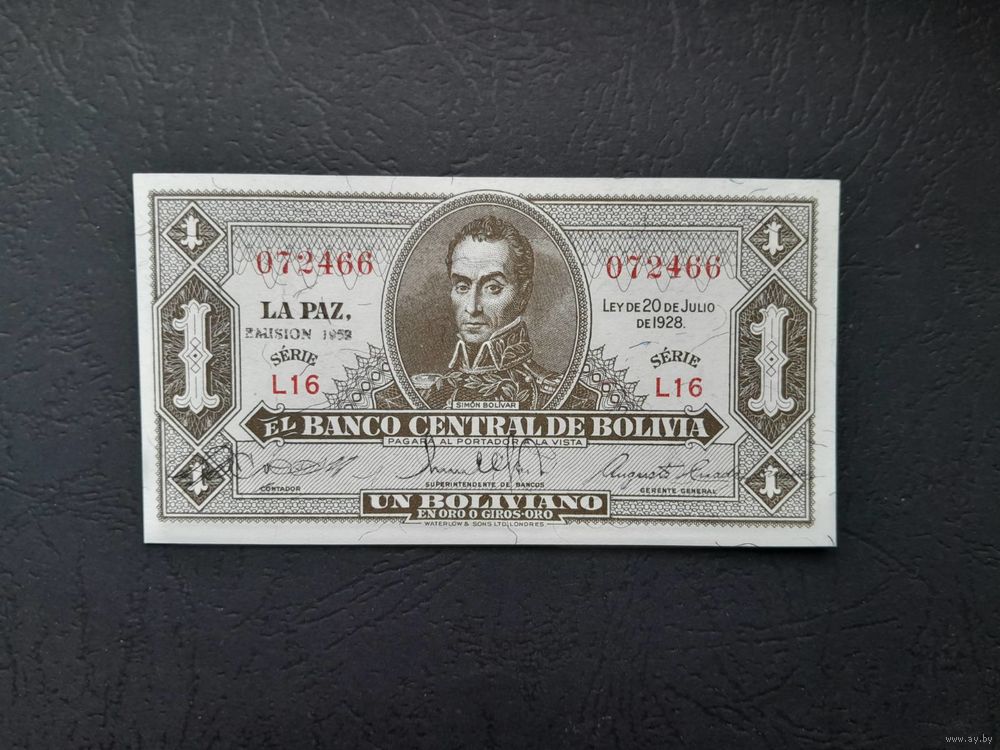 1 1
072466 072466
LA PAZ,
EMISION 1952
LEY DE 20 DE JULIO
DE 1928.
SÉRIE
L16
SÉRIE
L16
1 1
SIMÓN BOLÍVAR
EL BANCO CENTRAL DE BOLIVIA
PAGARÁ AL PORTADOR A LA VISTA
CONTADOR
SUPERINTENDENTE DE BANCOS
GERENTE GENERAL
1 1
UN BOLIVIANO
EN ORO O GIROS-ORO
WATERLOW & SONS LTD. LONDRES
www.ay.by